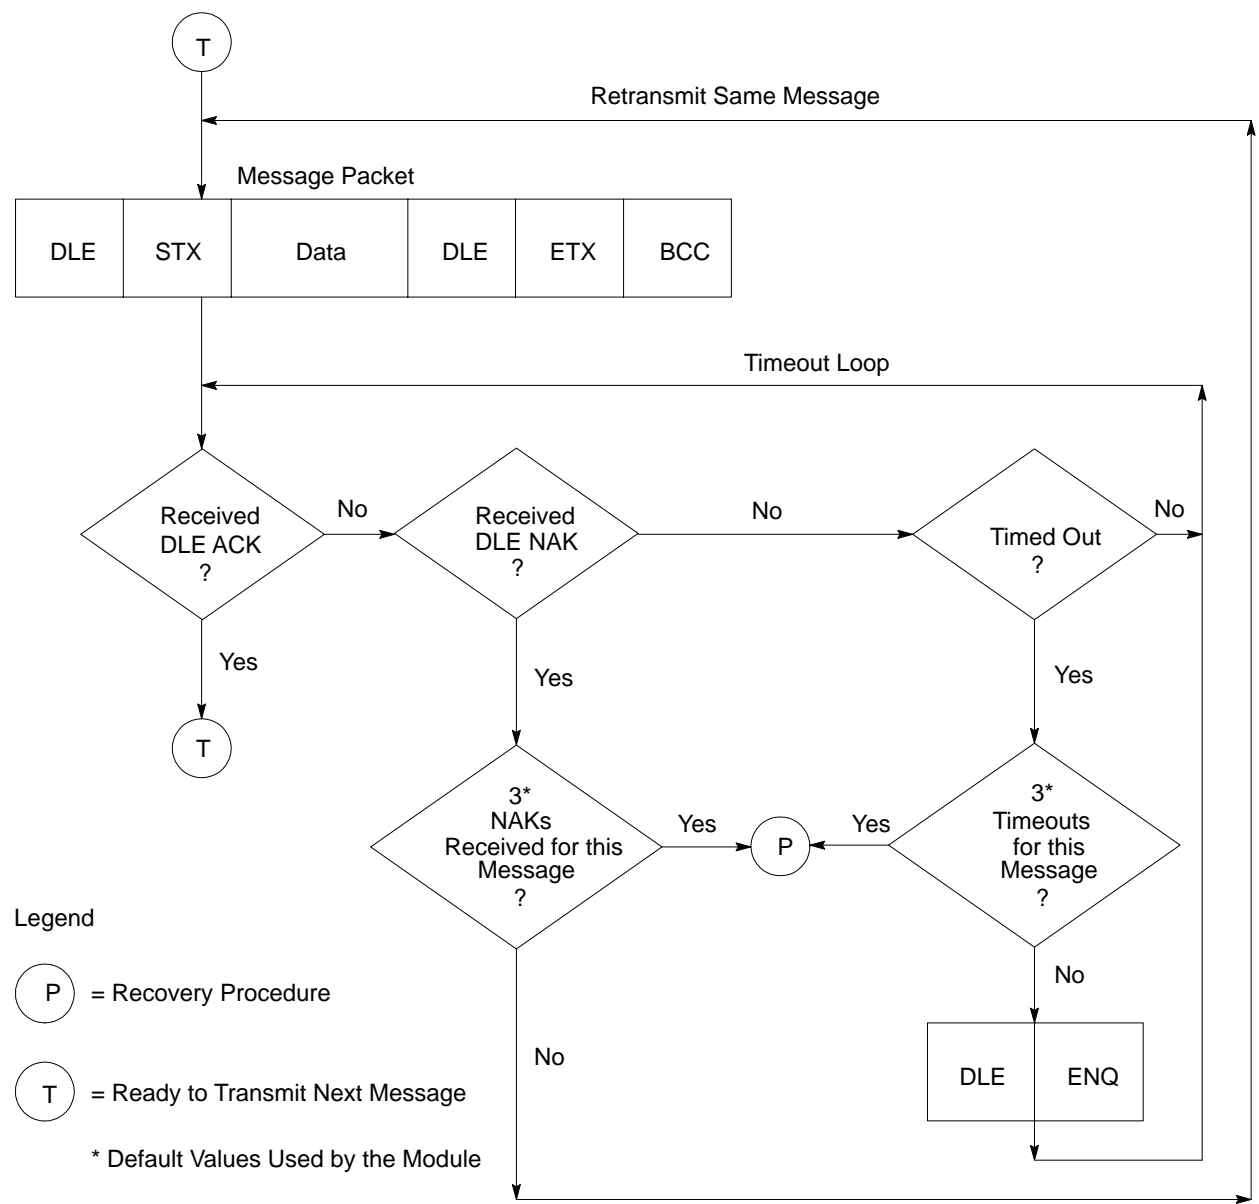 T
Retransmit Same Message
Message Packet
DLE STX Data DLE ETX BCC
Timeout Loop
Received
DLE ACK
?
No
Received
DLE NAK
?
No
Timed Out
?
No
Yes
Yes
Yes
T
3*
NAKs
Received for this
Message
?
Yes
P
Yes
3*
Timeouts
for this
Message
?
Legend
P = Recovery Procedure
No
No
DLE ENQ
T = Ready to Transmit Next Message
* Default Values Used by the Module